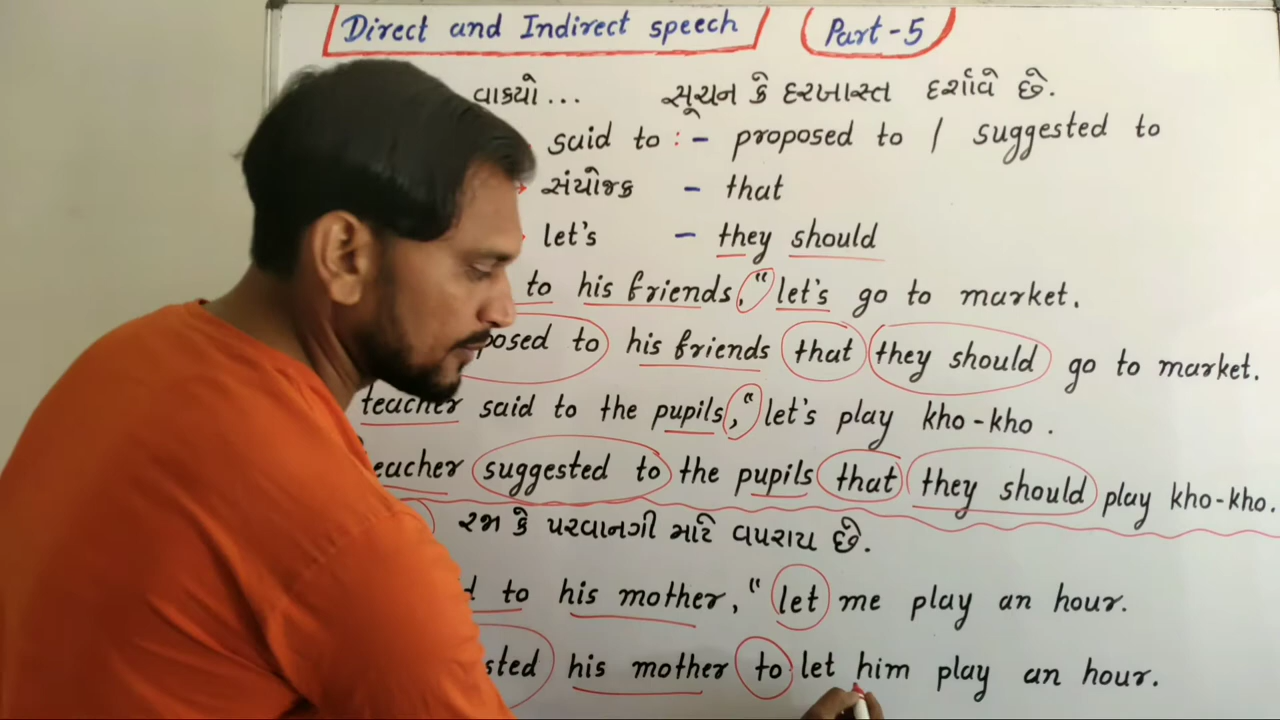 Direct and Indirect speech Part-5
વાક્યો... સૂચન કે દરખાસ્ત દર્શાવે છે.
said to :- proposed to / suggested to
સંયોજક - that
let's - they should
to his friends, "let's go to market.
posed to his friends that they should go to market.
teacher said to the pupils, "let's play kho-kho.
eacher suggested to the pupils that they should play kho-kho.
રજા કે પરવાનગી માટે વપરાય છે.
to his mother, "let me play an hour.
sted his mother to let him play an hour.